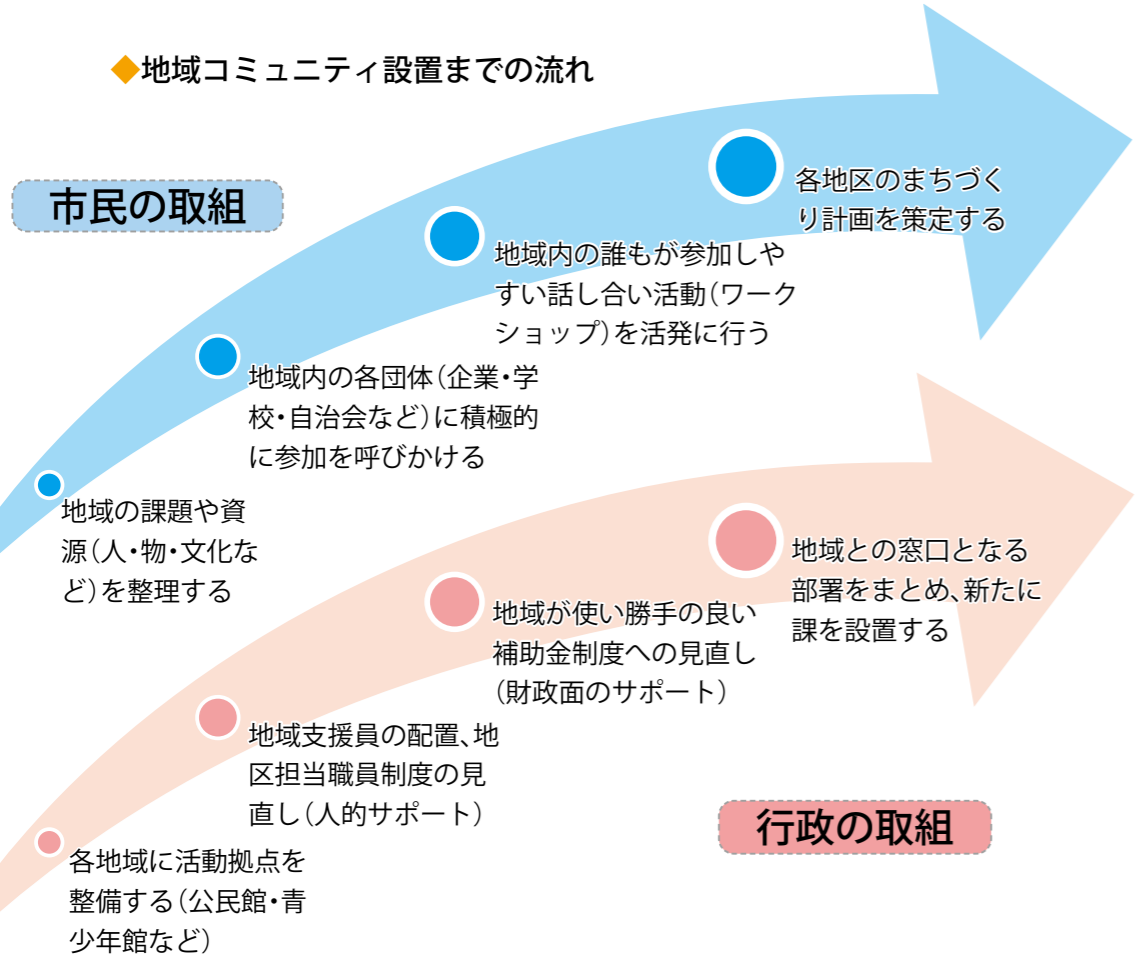 ◆地域コミュニティ設置までの流れ
市民の取組
各地区のまちづく
り計画を策定する
地域内の誰もが参加しや
すい話し合い活動（ワーク
ショップ）を活発に行う
地域内の各団体（企業・学
校・自治会など）に積極的
に参加を呼びかける
地域の課題や資
源（人・物・文化な
ど）を整理する
地域との窓口となる
部署をまとめ、新たに
課を設置する
地域が使い勝手の良い
補助金制度への見直し
（財政面のサポート）
地域支援員の配置、地
区担当職員制度の見
直し（人的サポート）
行政の取組
各地域に活動拠点を
整備する（公民館・青
少年館など）